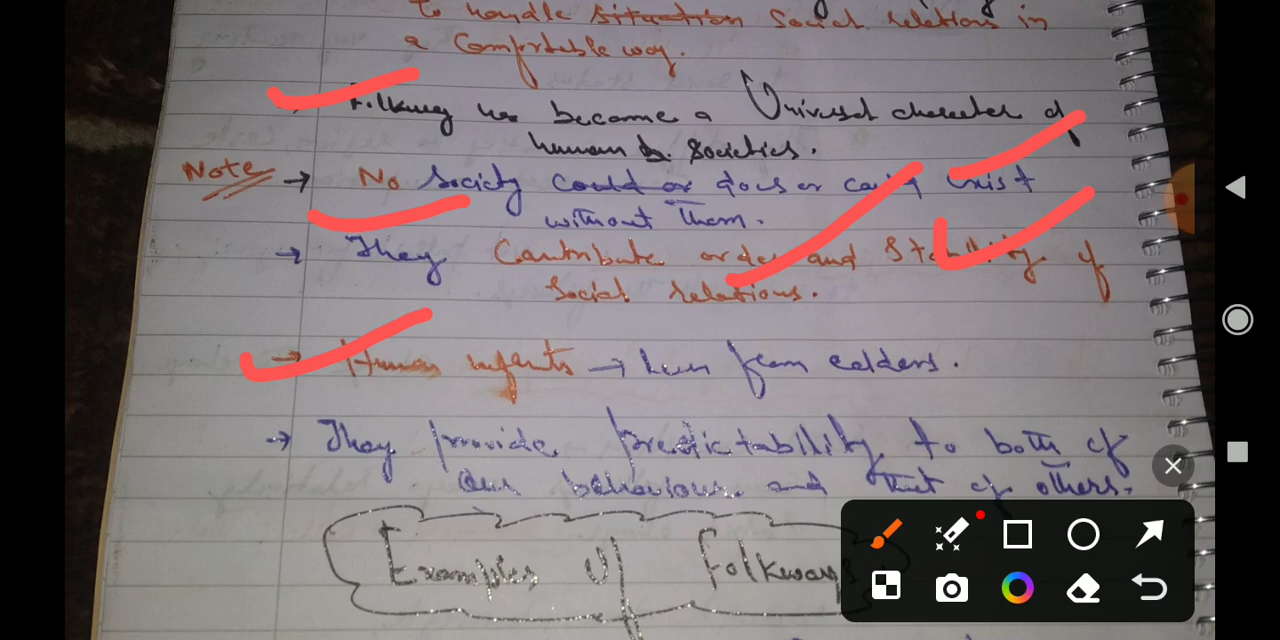 to handle situation social relations in
a Comfortable way.
Folkway has become a Universal character of
human societies.
Note → No Society could or does or can exist
without them.
→ They Contribute order and Stability of
Social relations.
→ Human infants → learn from ealders.
→ They provide predictability to both of
our behaviour and that of others.
Examples of Folkways